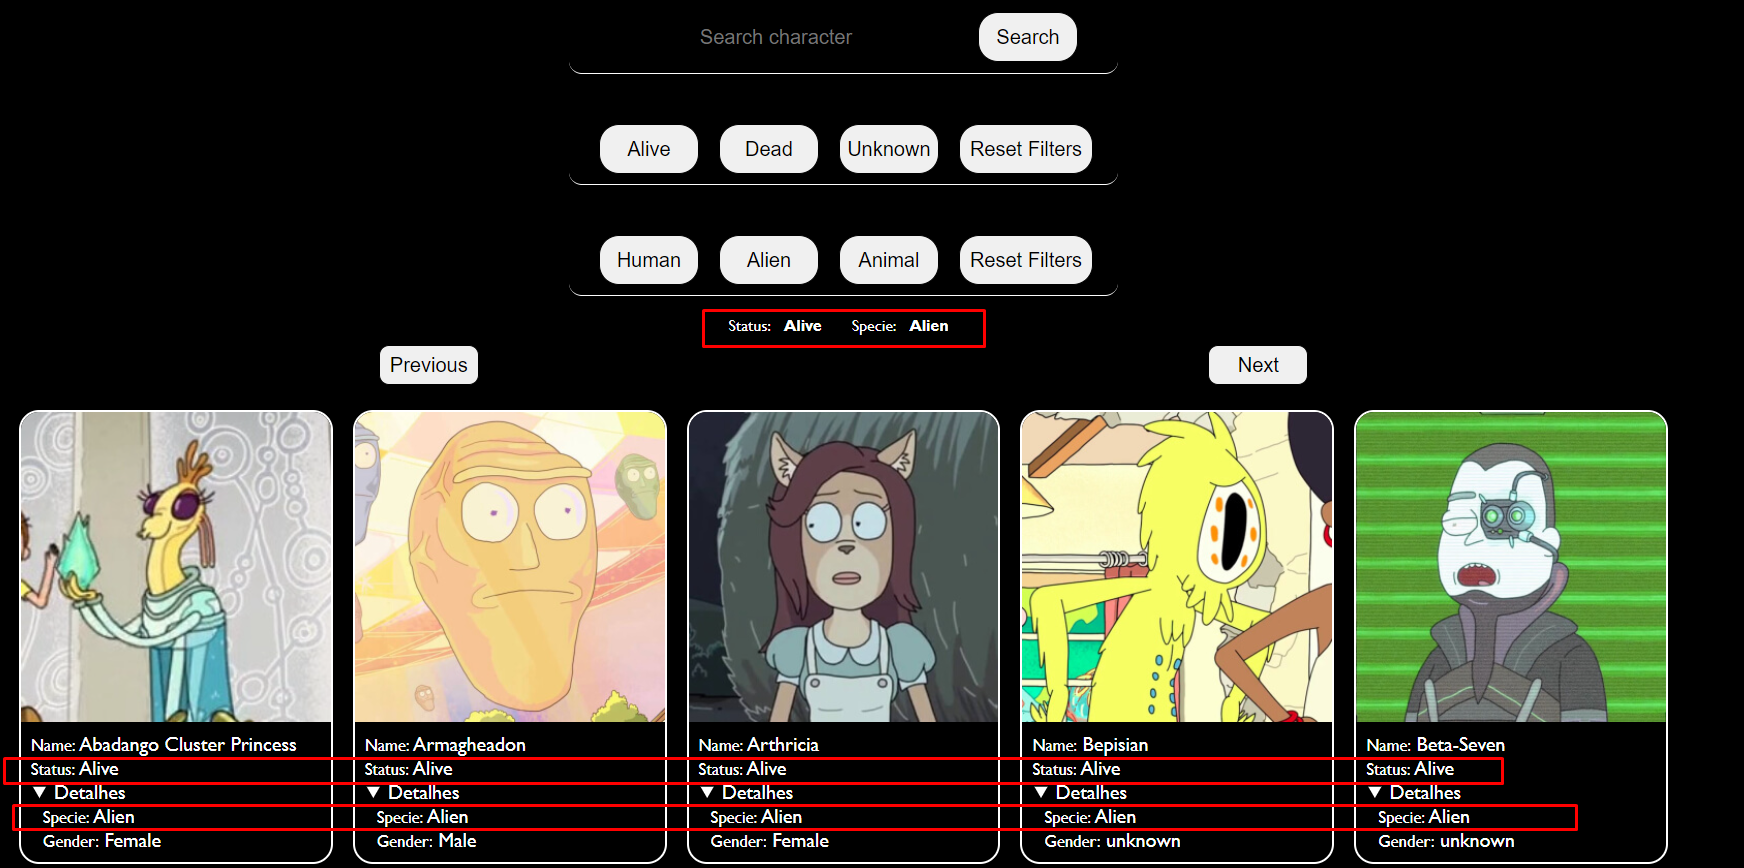 Search character Search
Alive Dead Unknown Reset Filters
Human Alien Animal Reset Filters
Status: Alive Specie: Alien
Previous Next
Name: Abadango Cluster Princess
Status: Alive
▼ Detalhes
Specie: Alien
Gender: Female
Name: Armagheadon
Status: Alive
▼ Detalhes
Specie: Alien
Gender: Male
Name: Arthricia
Status: Alive
▼ Detalhes
Specie: Alien
Gender: Female
Name: Bepisian
Status: Alive
▼ Detalhes
Specie: Alien
Gender: unknown
Name: Beta-Seven
Status: Alive
▼ Detalhes
Specie: Alien
Gender: unknown